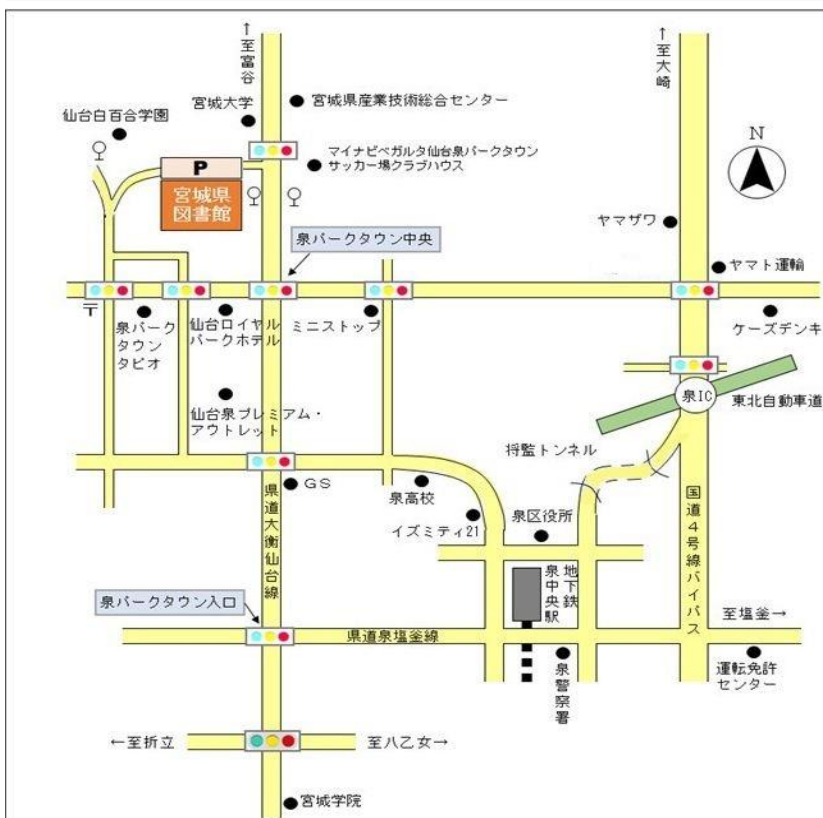 ↑至富谷
↑至大崎
仙台白百合学園
宮城大学
宮城県産業技術総合センター
マイナビベガルタ仙台泉パークタウン
サッカー場クラブハウス
N
P
宮城県
図書館
泉パークタウン中央
ヤマザワ
ヤマト運輸
〒
泉パーク
タウン
タピオ
仙台ロイヤル
パークホテル
ミニストップ
ケーズデンキ
泉IC
東北自動車道
仙台泉プレミアム・
アウトレット
将監トンネル
GS
泉高校
イズミティ21
泉区役所
県道大衡仙台線
国道4号線バイパス
地下鉄
泉中央駅
泉パークタウン入口
至塩釜→
県道泉塩釜線
泉警察署
運転免許
センター
←至折立
至八乙女→
宮城学院